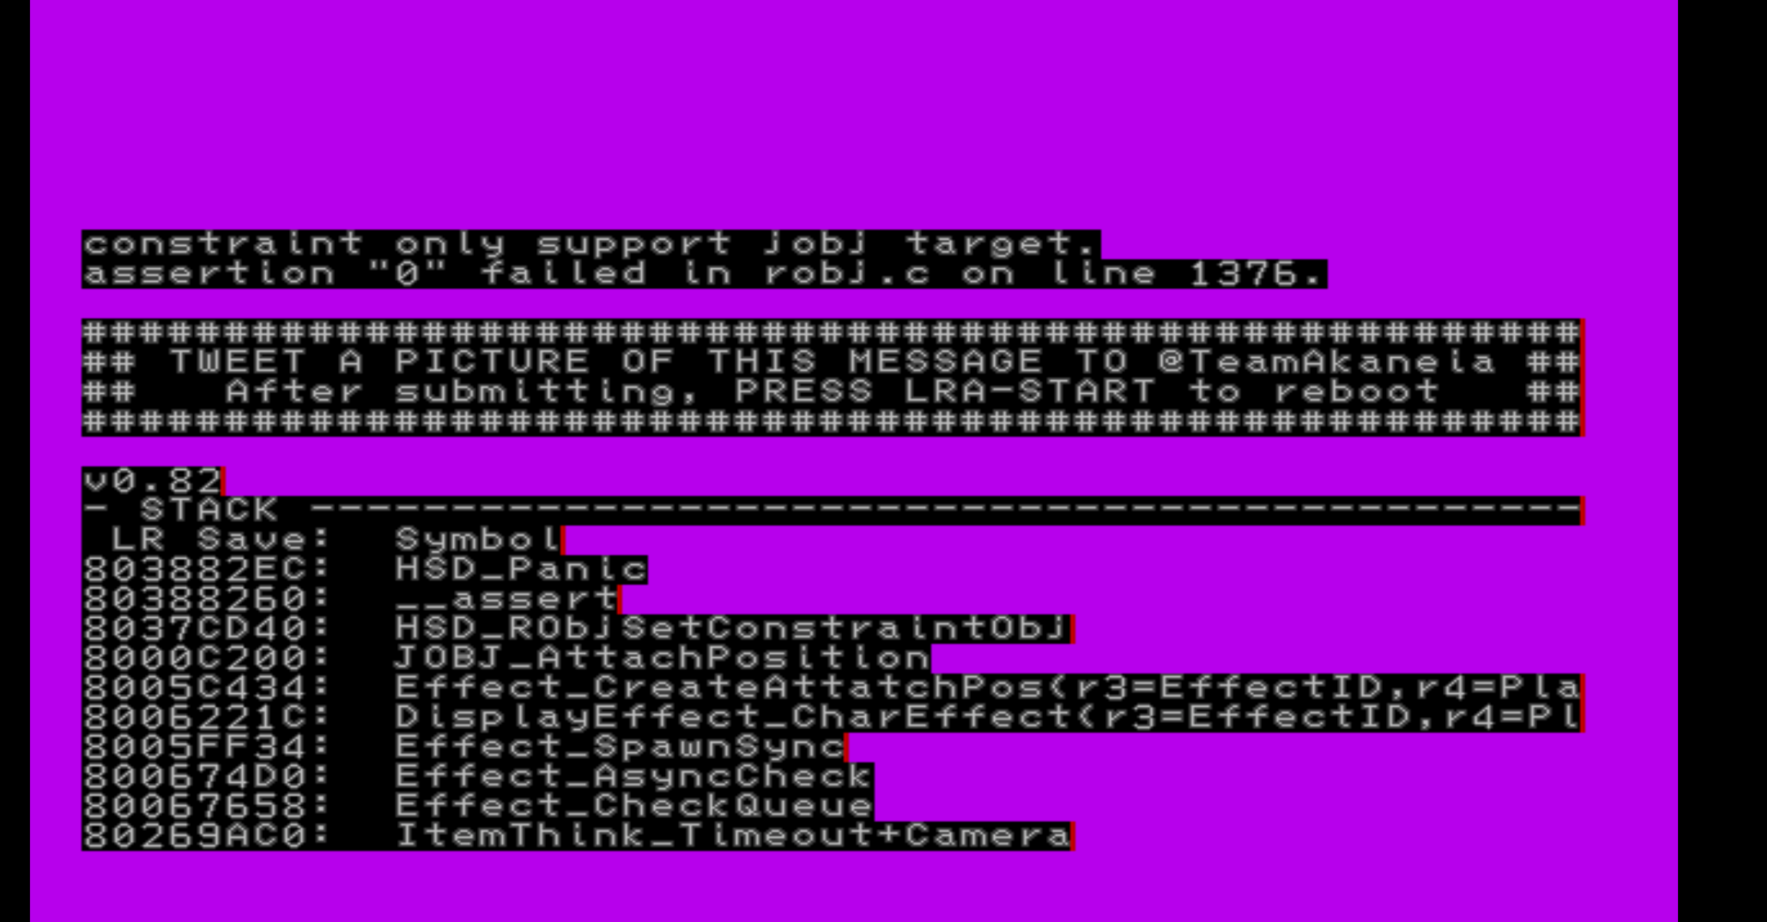 constraint only support jobj target.
assertion "0" failed in robj.c on line 1376.
#####################################################
## TWEET A PICTURE OF THIS MESSAGE TO @TeamAkaneia ##
##   After submitting, PRESS LRA-START to reboot   ##
#####################################################
v0.82
- STACK ---------------------------------------------
 LR Save:  Symbol
803882EC:  HSD_Panic
80388260:  __assert
8037CD40:  HSD_RObjSetConstraintObj
8000C200:  JOBJ_AttachPosition
8005C434:  Effect_CreateAttatchPos(r3=EffectID,r4=Pla
8006221C:  DisplayEffect_CharEffect(r3=EffectID,r4=Pl
8005FF34:  Effect_SpawnSync
800674D0:  Effect_AsyncCheck
80067658:  Effect_CheckQueue
80269AC0:  ItemThink_Timeout+Camera